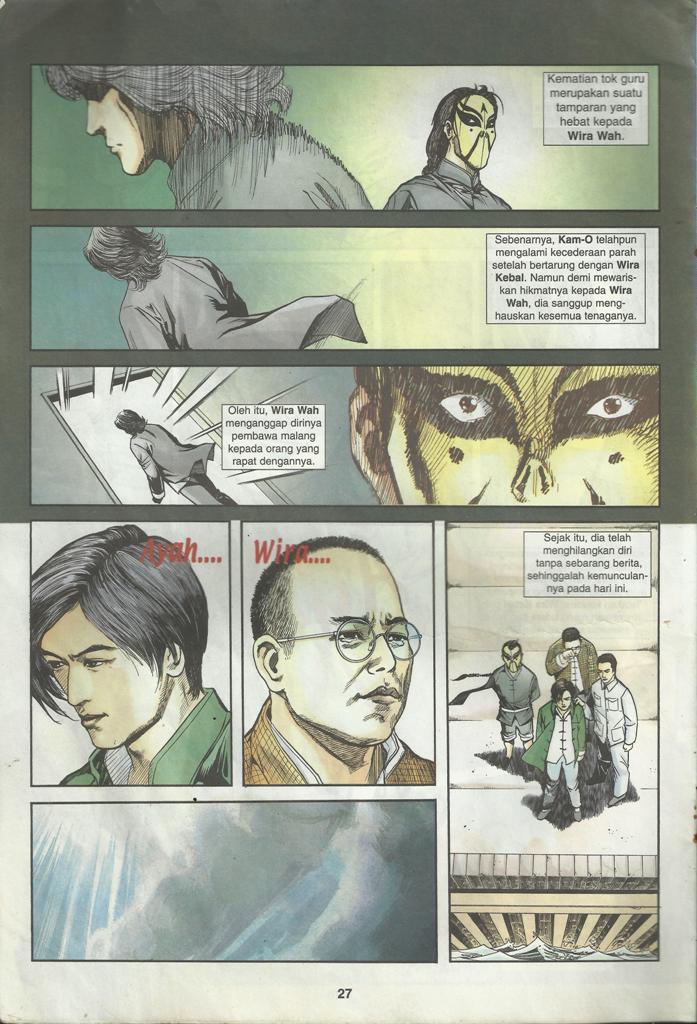 Kematian tok guru
merupakan suatu
tamparan yang
hebat kepada
Wira Wah.
Sebenarnya, Kam-O telahpun
mengalami kecederaan parah
setelah bertarung dengan Wira
Kebal. Namun demi mewaris-
kan hikmatnya kepada Wira
Wah, dia sanggup meng-
hauskan kesemua tenaganya.
Oleh itu, Wira Wah
menganggap dirinya
pembawa malang
kepada orang yang
rapat dengannya.
Ayah....
Wira....
Sejak itu, dia telah
menghilangkan diri
tanpa sebarang berita,
sehinggalah kemunculan-
nya pada hari ini.
27